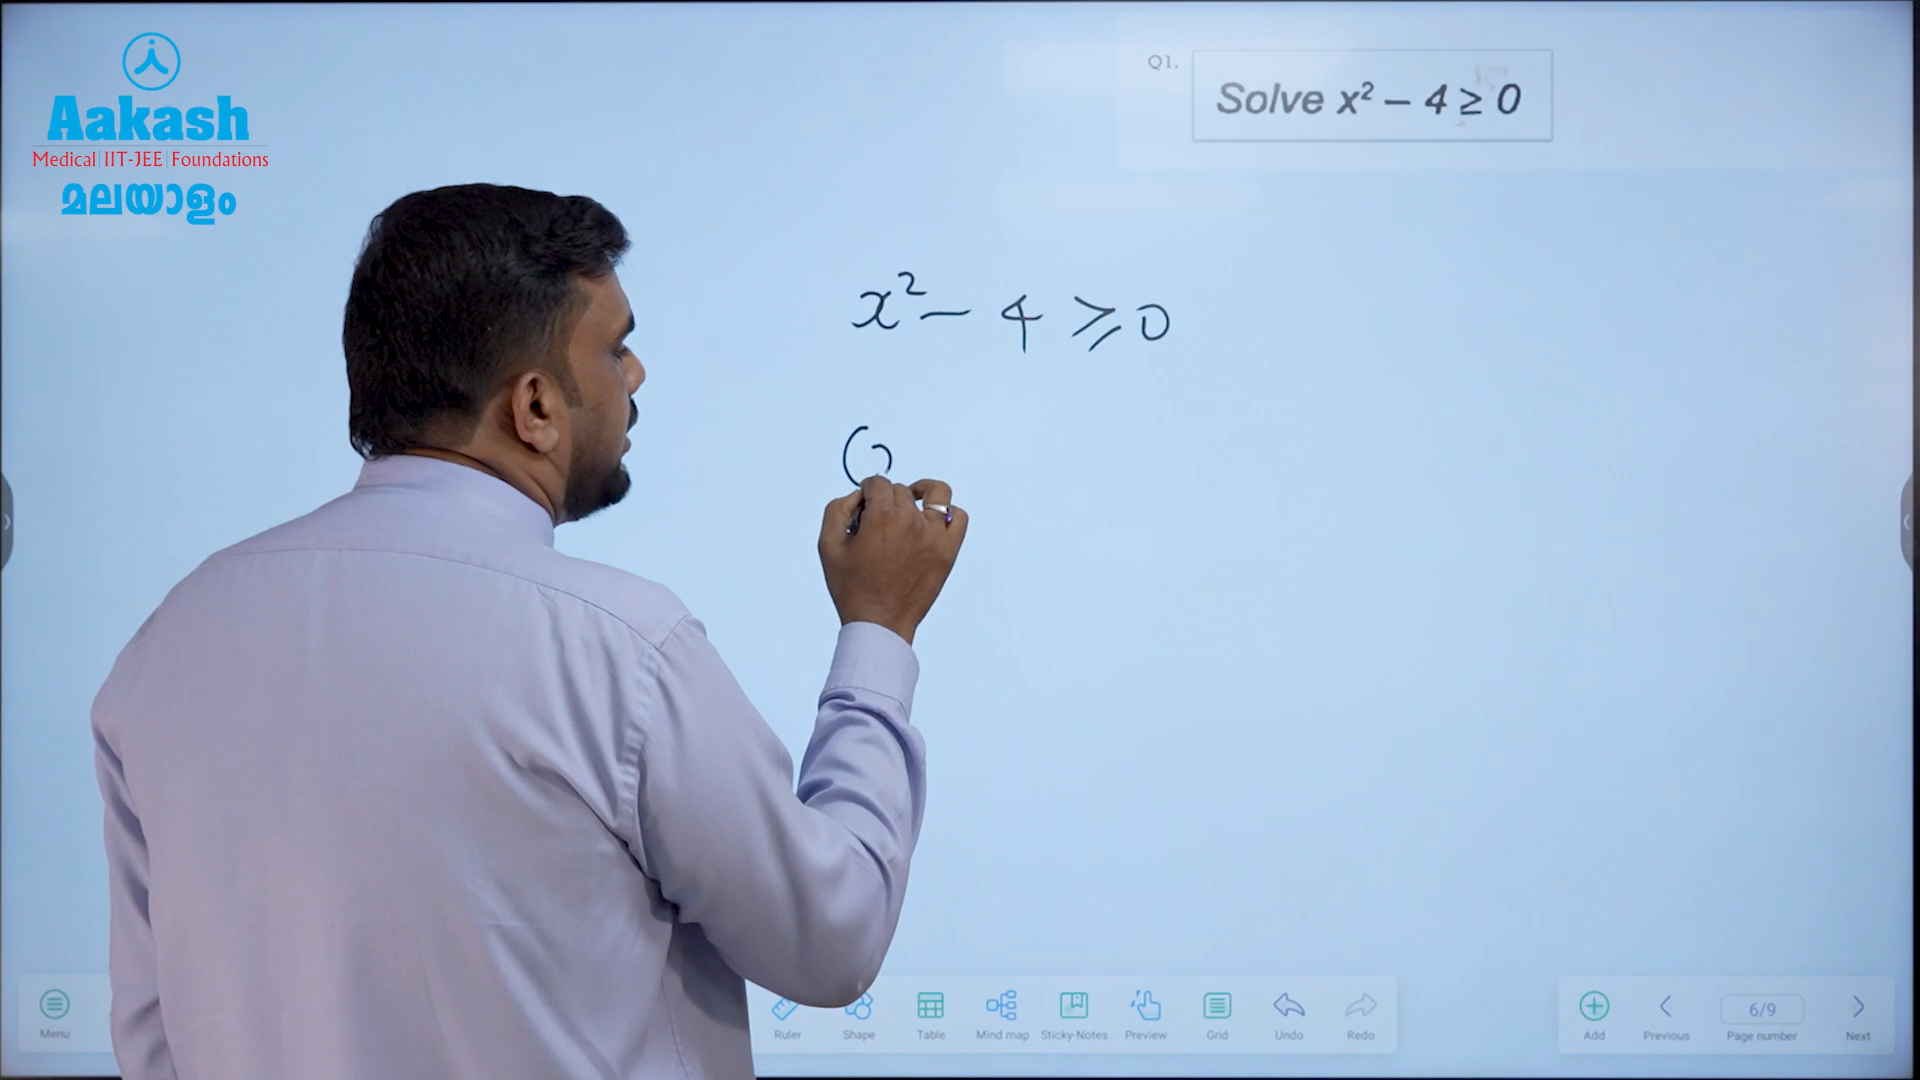 Aakash
Medical | IIT-JEE | Foundations
മലയാളം
Q1.
Solve x² – 4 ≥ 0
x² – 4 ≥ 0
(
Menu
Ruler
Shape
Table
Mind map
Sticky-Notes
Preview
Grid
Undo
Redo
Add
Previous
6/9
Page number
Next